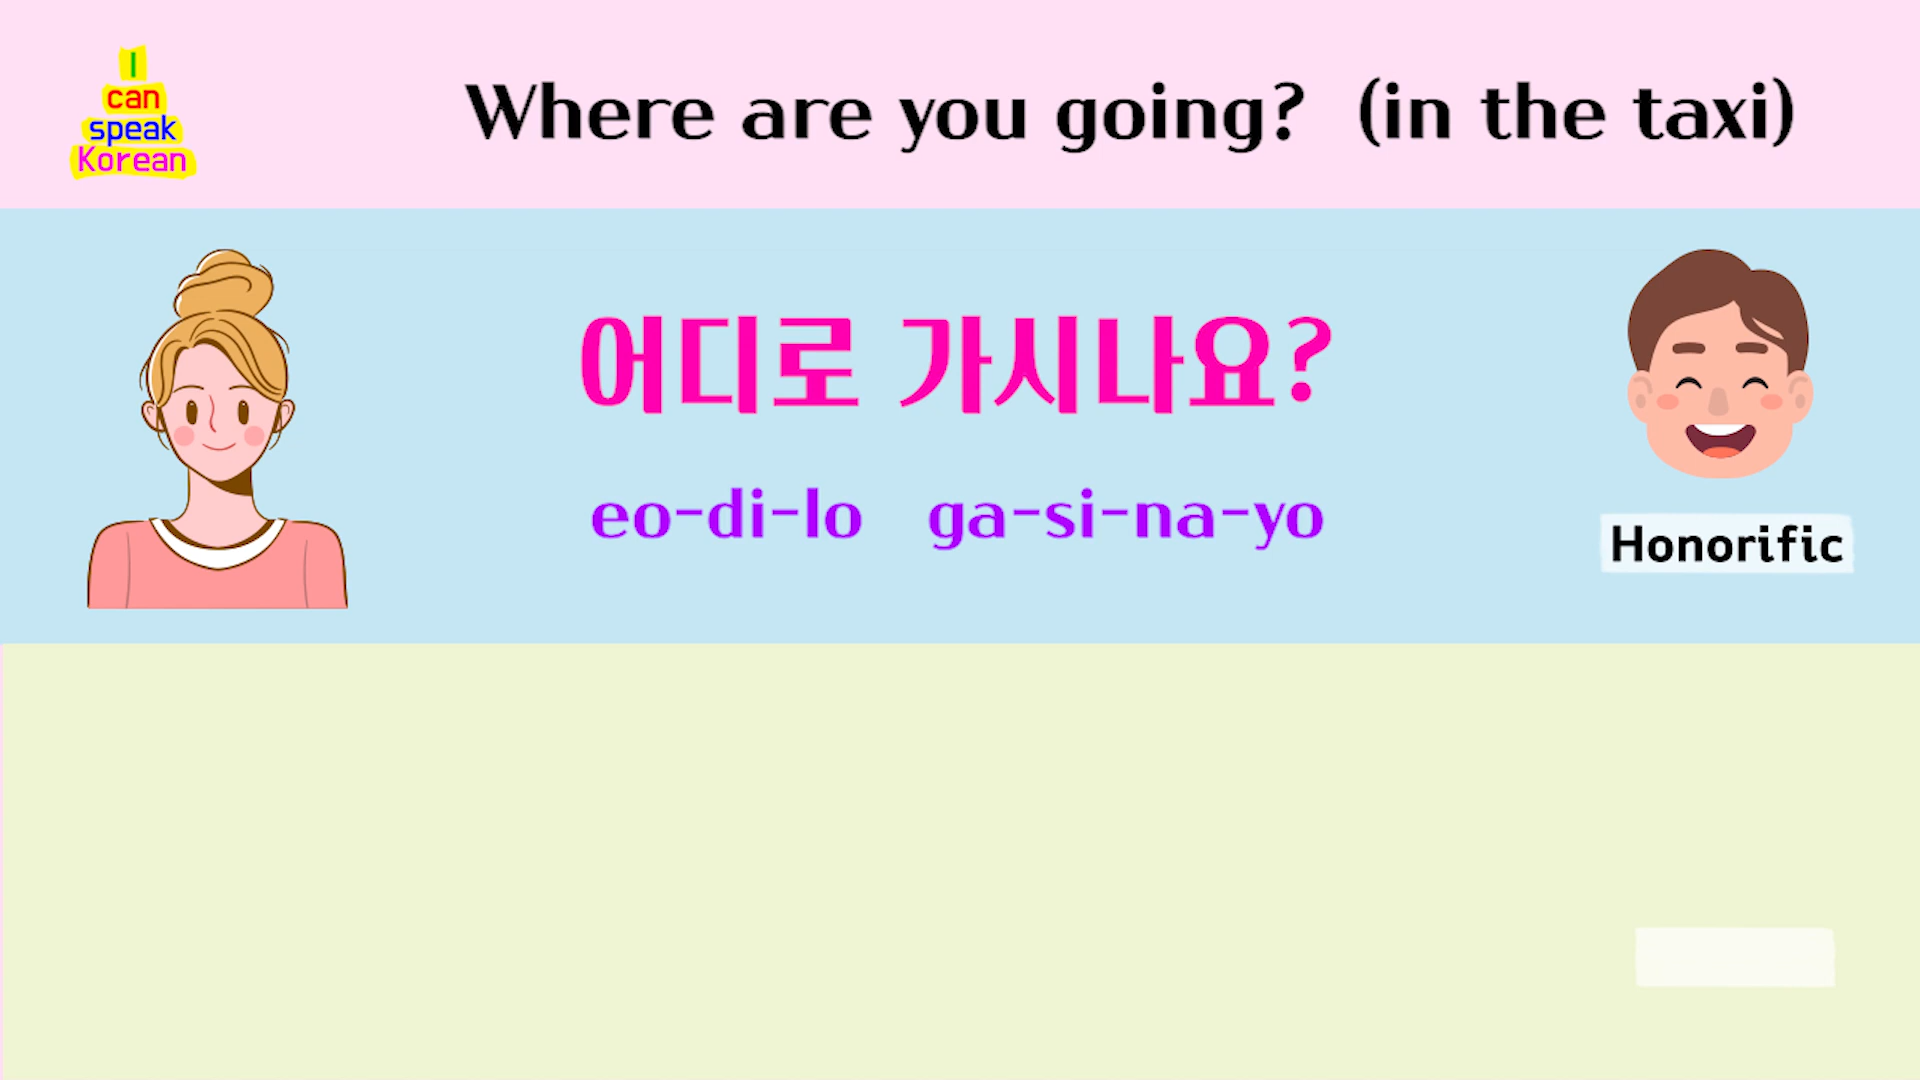 I
can
speak
Korean
Where are you going? (in the taxi)
어디로 가시나요?
eo-di-lo ga-si-na-yo
Honorific